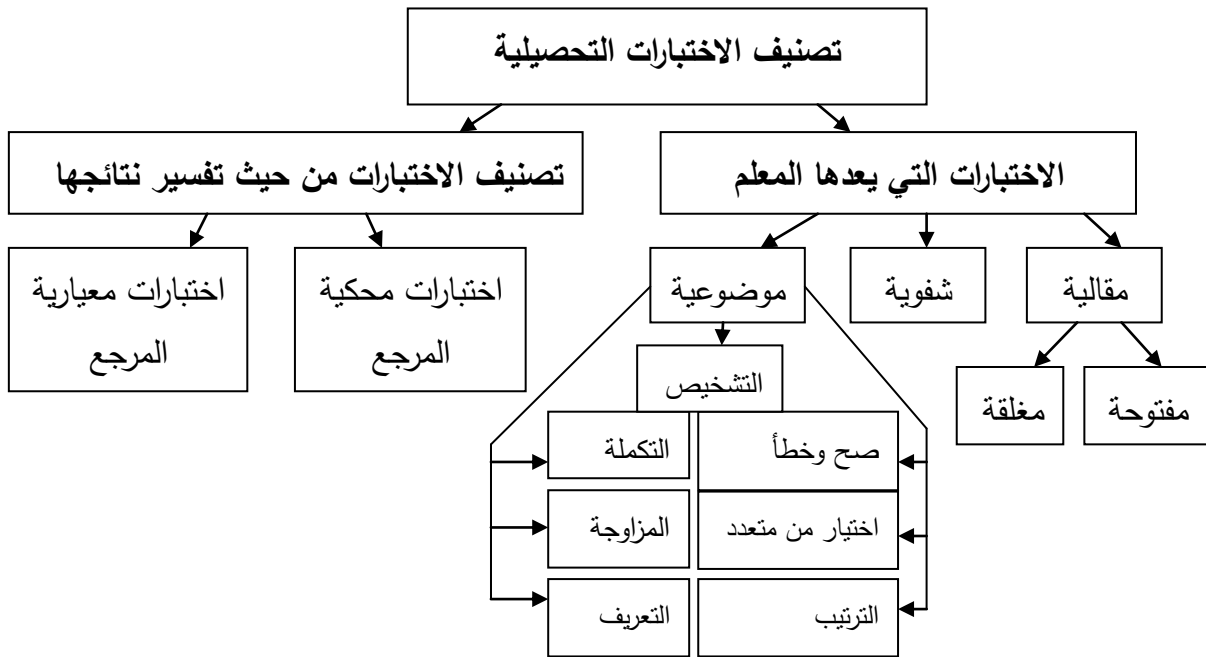 تصنيف الاختبارات التحصيلية
الاختبارات التي يعدها المعلم
تصنيف الاختبارات من حيث تفسير نتائجها
مقالية
شفوية
موضوعية
اختبارات محكية
المرجع
اختبارات معيارية
المرجع
مفتوحة
مغلقة
التشخيص
صح وخطأ
التكملة
اختيار من متعدد
المزاوجة
الترتيب
التعريف